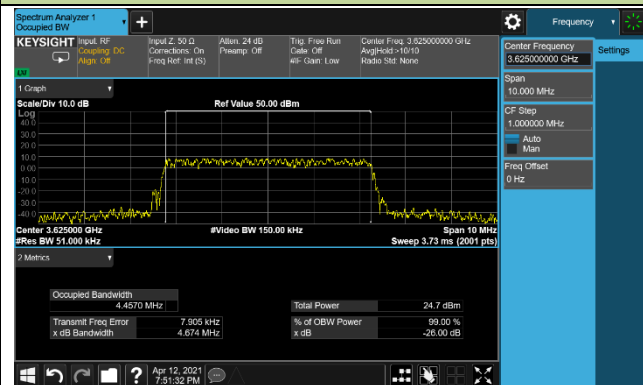 Spectrum Analyzer 1
Occupied BW
Frequency
KEYSIGHT
Input: RF
Coupling: DC
Align: Off
Input Z: 50 Ω
Corrections: On
Freq Ref: Int (S)
Atten: 24 dB
Preamp: Off
Trig: Free Run
Gate: Off
#IF Gain: Low
Center Freq: 3.625000000 GHz
Avg|Hold:>10/10
Radio Std: None
Center Frequency
3.625000000 GHz
Settings
Span
10.000 MHz
CF Step
1.000000 MHz
Auto
Man
Freq Offset
0 Hz
1 Graph
Scale/Div 10.0 dB
Ref Value 50.00 dBm
Log
40.0
30.0
20.0
10.0
0.00
-10.0
-20.0
-30.0
-40.0
Center 3.625000 GHz
#Video BW 150.00 kHz
Span 10 MHz
#Res BW 51.000 kHz
Sweep 3.73 ms (2001 pts)
2 Metrics
Occupied Bandwidth
4.4570 MHz
Total Power
24.7 dBm
Transmit Freq Error
7.905 kHz
% of OBW Power
99.00 %
x dB Bandwidth
4.674 MHz
x dB
-26.00 dB
?
Apr 12, 2021
7:51:32 PM